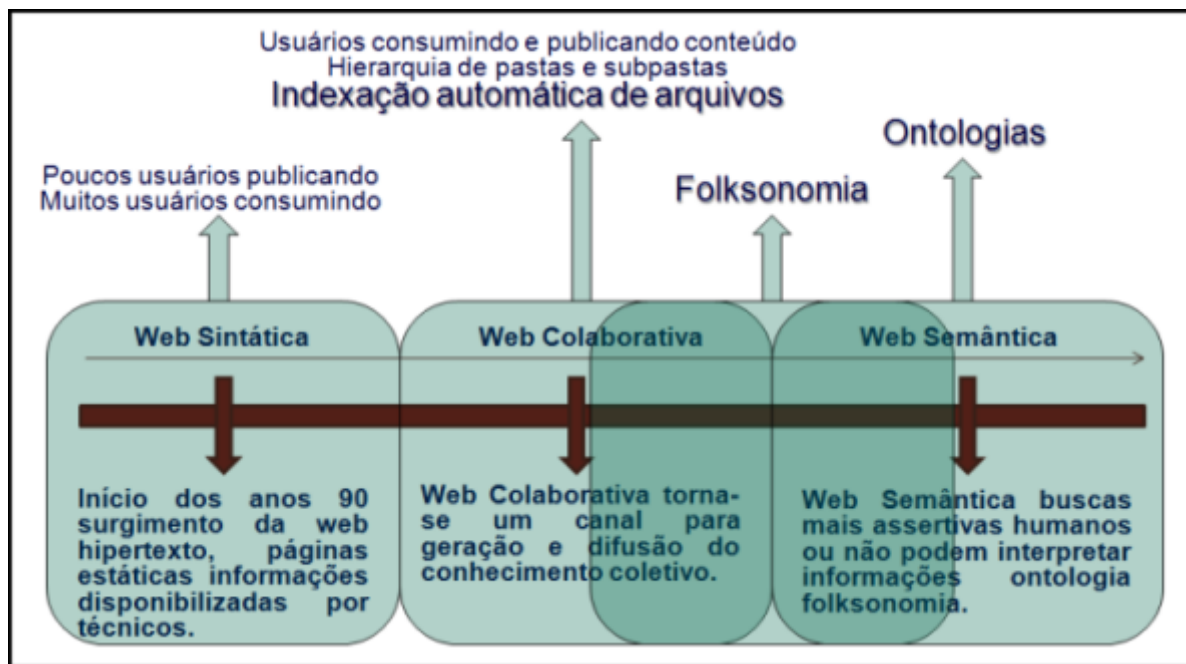 Usuários consumindo e publicando conteúdo
Hierarquia de pastas e subpastas
Indexação automática de arquivos
Ontologias
Poucos usuários publicando
Muitos usuários consumindo
Folksonomia
Web Sintática
Web Colaborativa
Web Semântica
Início dos anos 90
surgimento da web
hipertexto, páginas
estáticas informações
disponibilizadas por
técnicos.
Web Colaborativa torna-
se um canal para
geração e difusão do
conhecimento coletivo.
Web Semântica buscas
mais assertivas humanos
ou não podem interpretar
informações ontologia
folksonomia.